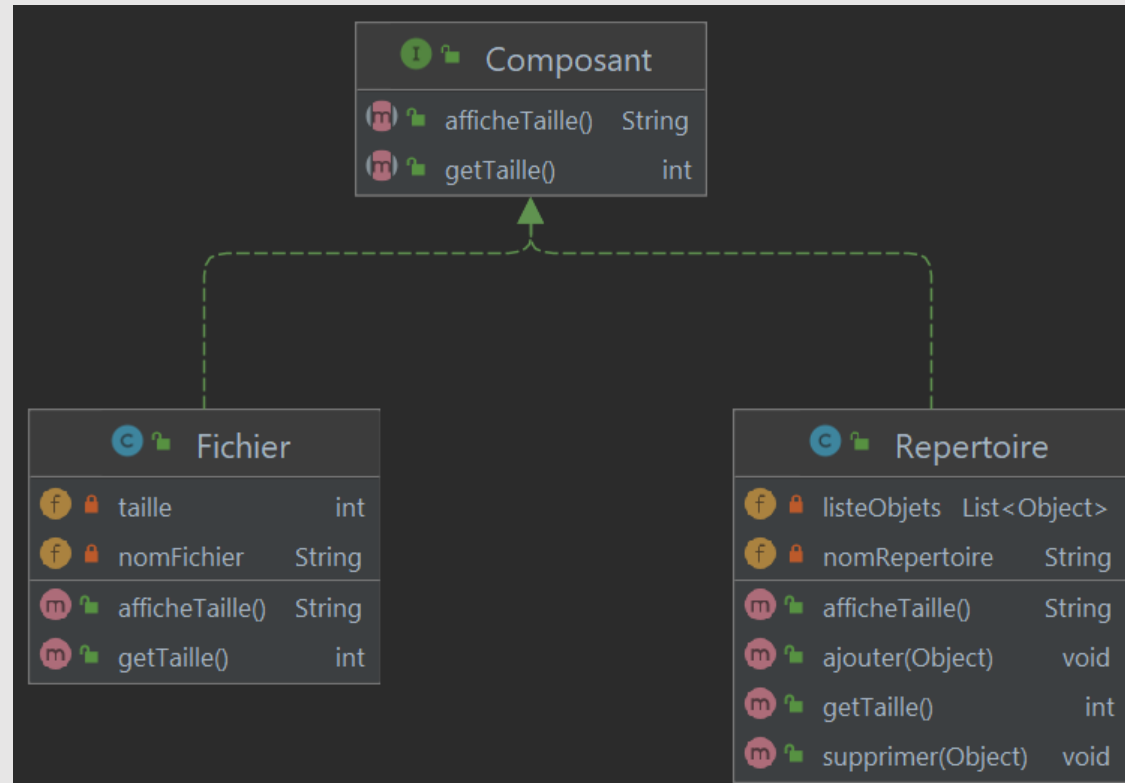 Composant
afficheTaille() String
getTaille() int
Fichier
taille int
nomFichier String
afficheTaille() String
getTaille() int
Repertoire
listeObjets List<Object>
nomRepertoire String
afficheTaille() String
ajouter(Object) void
getTaille() int
supprimer(Object) void